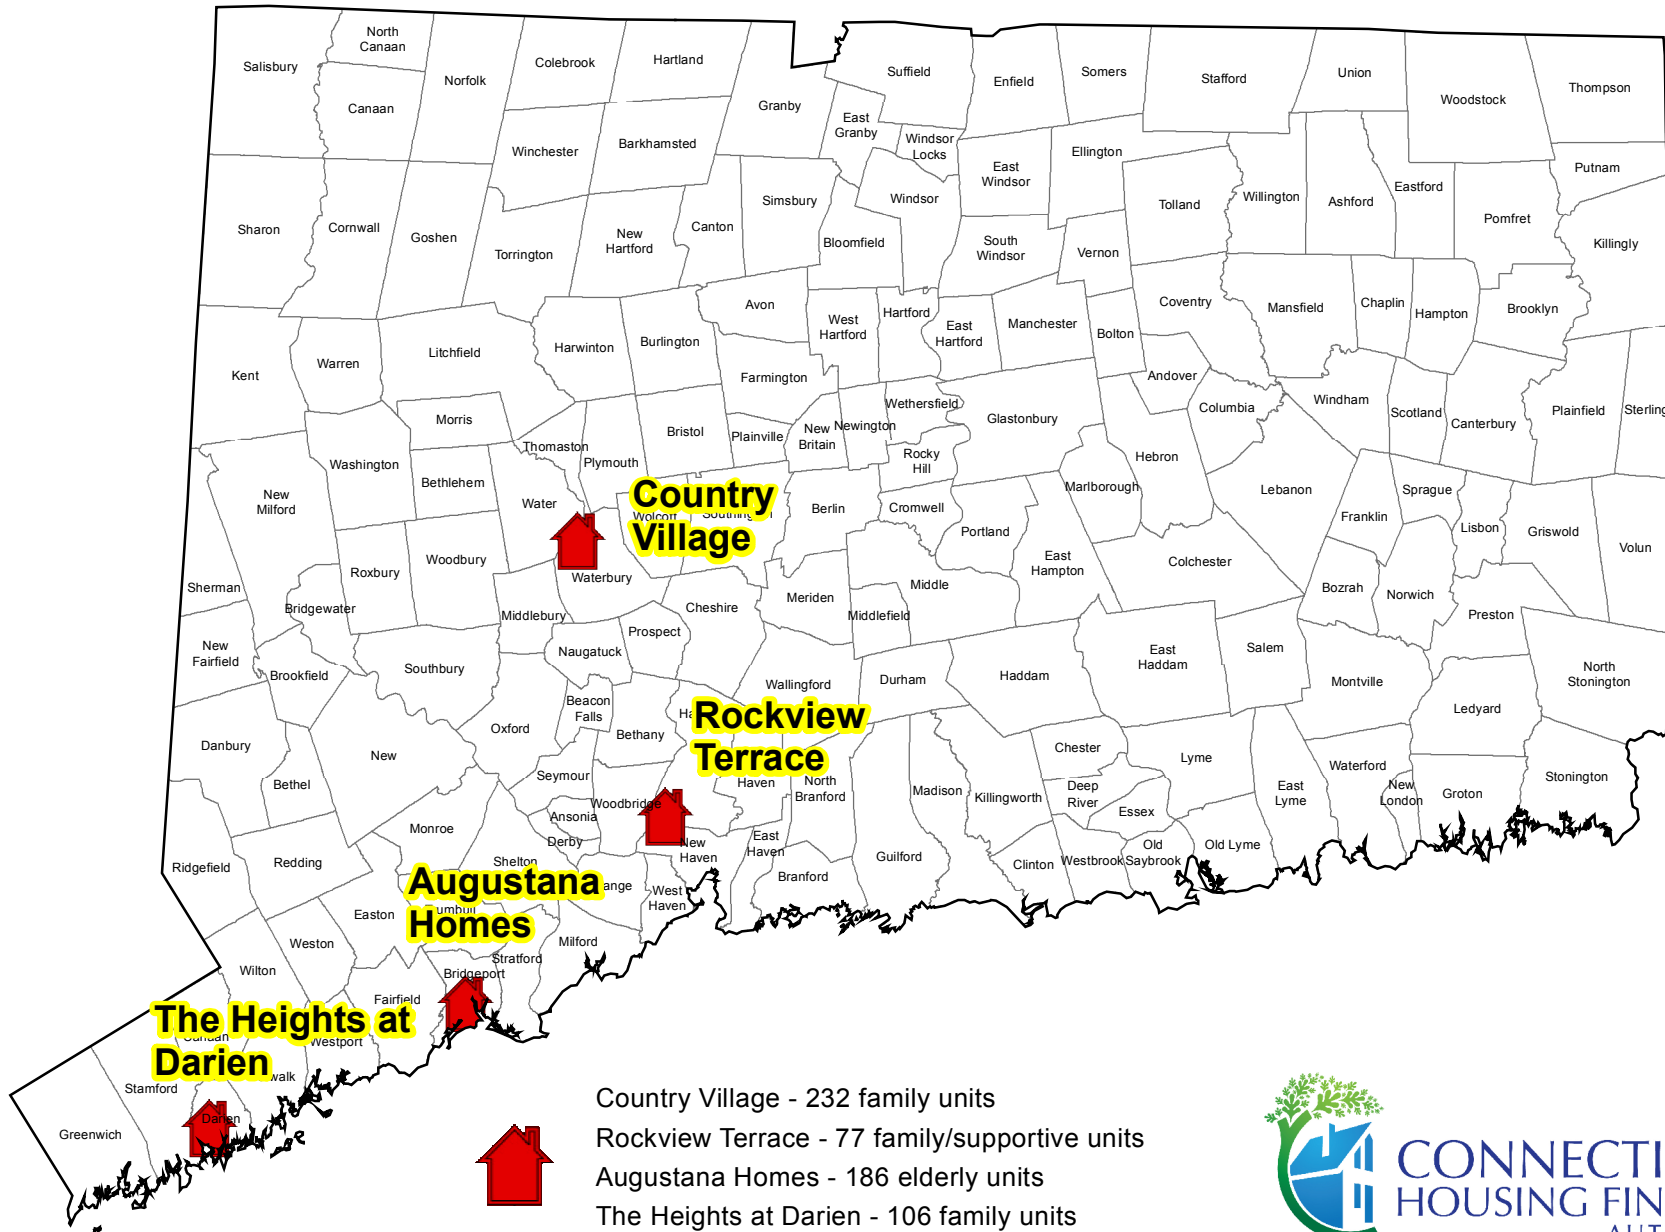 North
Canaan
Salisbury
Norfolk
Colebrook
Hartland
Suffield
Enfield
Somers
Stafford
Union
Woodstock
Thompson
Canaan
Granby
East
Granby
Windsor
Locks
Winchester
Barkhamsted
East
Windsor
Ellington
Putnam
Sharon
Cornwall
Goshen
Torrington
New
Hartford
Canton
Simsbury
Bloomfield
Windsor
South
Windsor
Vernon
Tolland
Willington
Ashford
Eastford
Pomfret
Killingly
Kent
Warren
Litchfield
Harwinton
Burlington
Avon
West
Hartford
Hartford
East
Hartford
Manchester
Bolton
Coventry
Mansfield
Chaplin
Hampton
Brooklyn
Farmington
Andover
Columbia
Windham
Scotland
Canterbury
Plainfield
Sterling
Morris
Thomaston
Plymouth
Bristol
Plainville
New
Britain
Newington
Wethersfield
Rocky
Hill
Glastonbury
Hebron
Marlborough
Lebanon
Washington
Bethlehem
New
Milford
Water
Wolcott
Southington
Country
Village
Berlin
Cromwell
Portland
East
Hampton
Colchester
Franklin
Sprague
Lisbon
Griswold
Volun
Sherman
Roxbury
Woodbury
Waterbury
Bridgewater
Middlebury
Cheshire
Meriden
Middlefield
Middle
Bozrah
Norwich
Preston
New
Fairfield
Brookfield
Southbury
Naugatuck
Prospect
Wallingford
Durham
Haddam
East
Haddam
Salem
Montville
North
Stonington
Ledyard
Danbury
Bethel
New
Oxford
Beacon
Falls
Bethany
Rockview
Terrace
Haven
North
Branford
Madison
Killingworth
Chester
Deep
River
Essex
Lyme
East
Lyme
Waterford
New
London
Groton
Stonington
Seymour
Woodbridge
Ansonia
Derby
Monroe
Shelton
Ridgefield
Redding
New
Haven
East
Haven
Branford
Guilford
Clinton
Westbrook
Old
Saybrook
Old Lyme
Augustana
Homes
ange
West
Haven
Easton
Weston
Wilton
Milford
Stratford
Bridgeport
Fairfield
Westport
The Heights at
Darien
walk
Stamford
Darien
Greenwich
Country Village - 232 family units
Rockview Terrace - 77 family/supportive units
Augustana Homes - 186 elderly units
The Heights at Darien - 106 family units
CONNECTI
HOUSING FIN
AUT